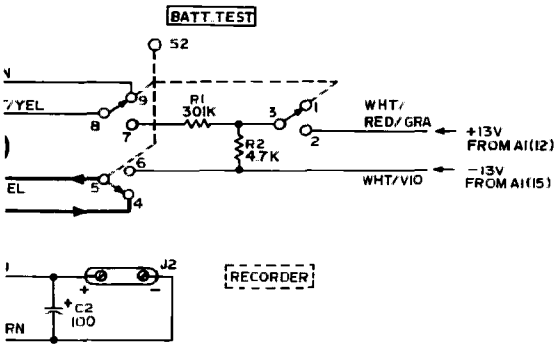 BATT. TEST
S2
N
/YEL
9
8
7
R1
301K
3
1
2
WHT/
RED/GRA
+13V
FROM A1(12)
R2
4.7K
)
6
5
4
EL
WHT/VIO
-13V
FROM A1(15)
J2
+
-
RECORDER
+
C2
100
RN